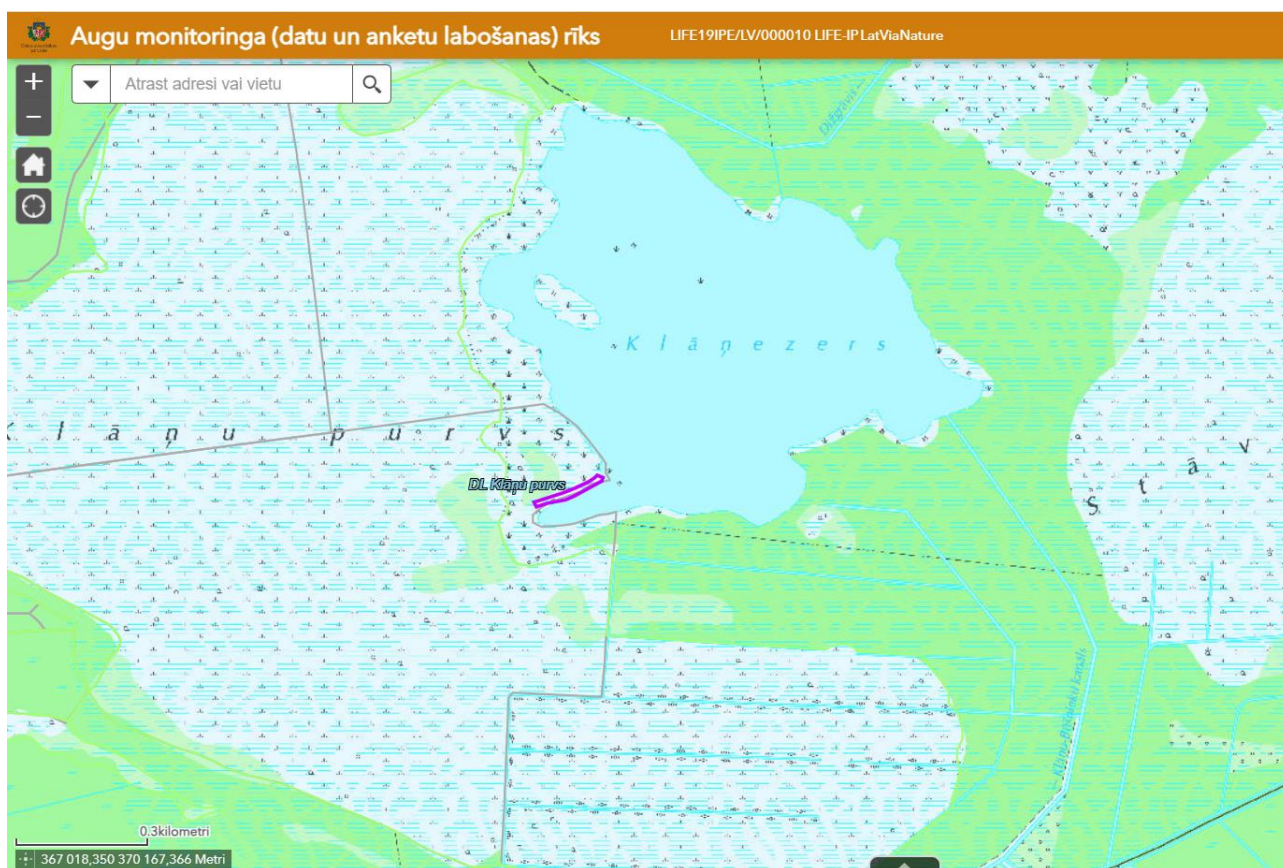 Augu monitoringa (datu un anketu labošanas) rīks
LIFE19IPE/LV/000010 LIFE-IP LatViaNature
+
Atrast adresi vai vietu
−
Klāņezers
Klāņu purvs
DL Klāņu purvs
Stāv
0.3kilometri
367 018,350 370 167,366 Metri